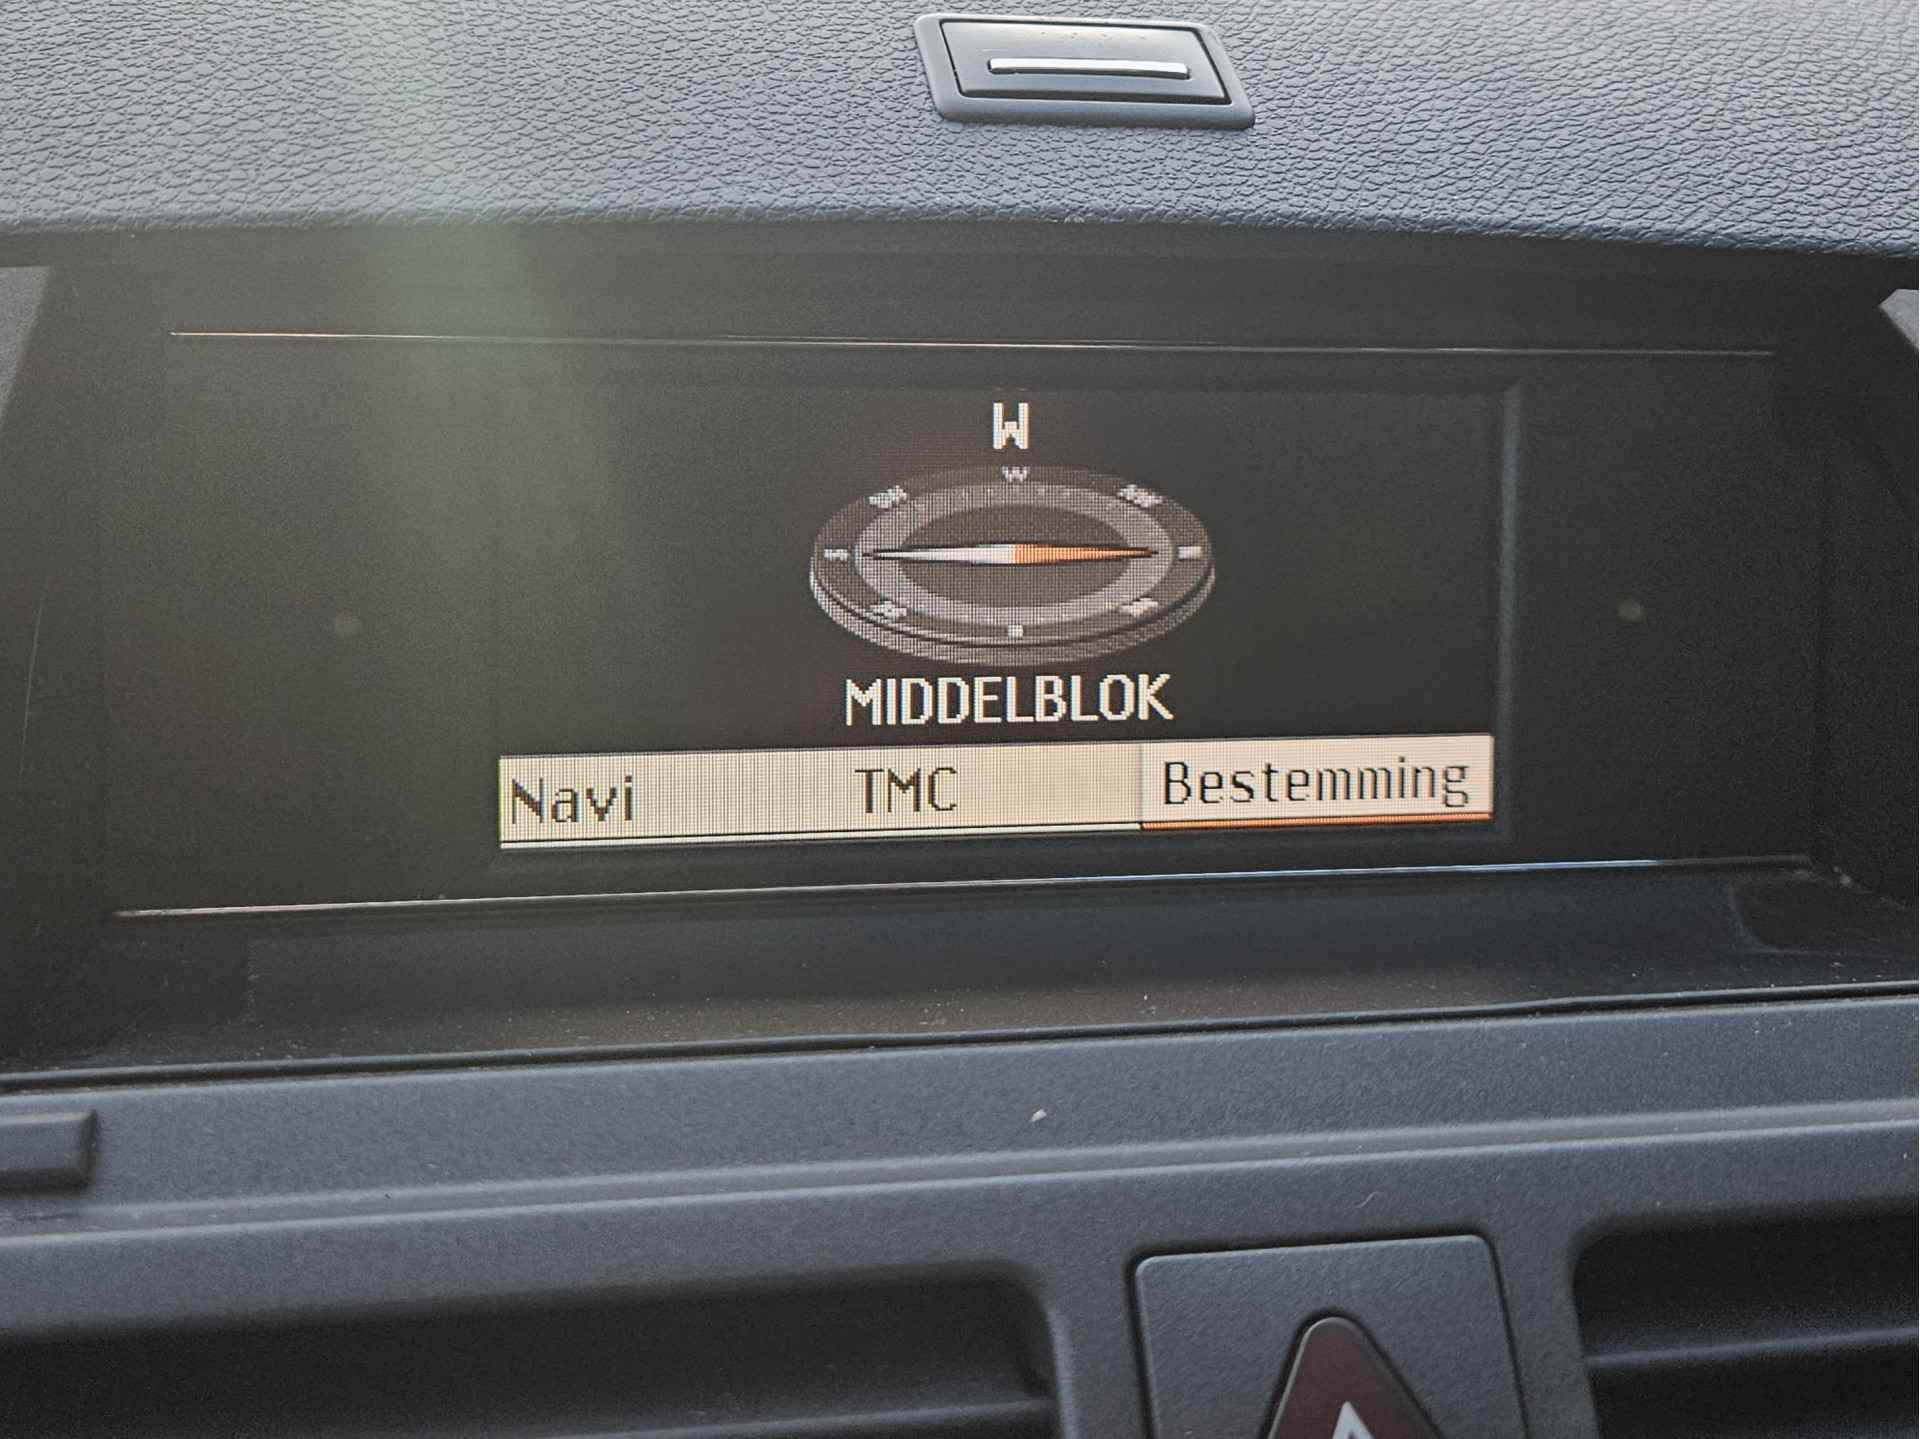 W
W
MIDDELBLOK
Navi TMC Bestemming